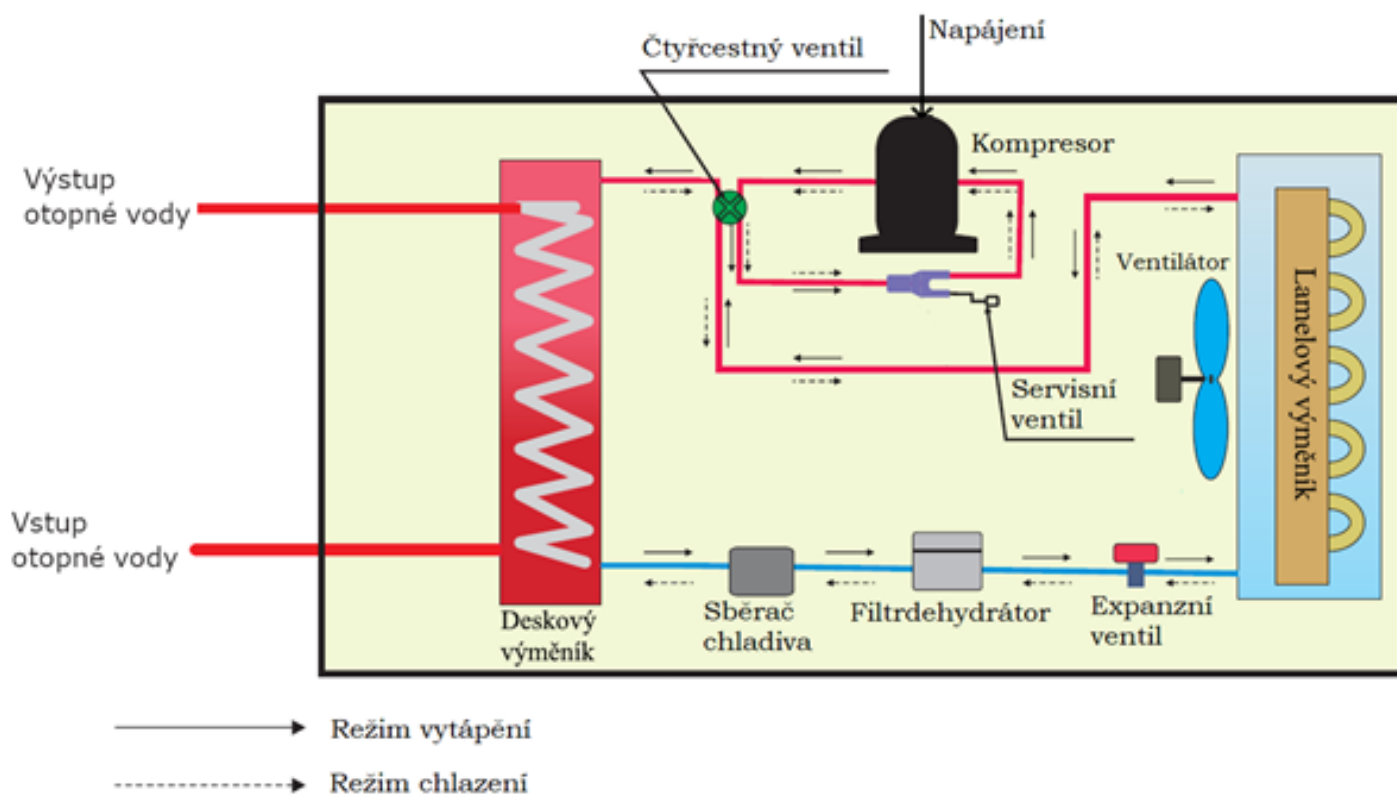 Napájení
Čtyřcestný ventil
Kompresor
Výstup
otopné vody
Ventilátor
Lamelový výměník
Servisní
ventil
Vstup
otopné vody
Deskový
výměník
Sběrač
chladiva
Filtrdehydrátor
Expanzní
ventil
Režim vytápění
Režim chlazení